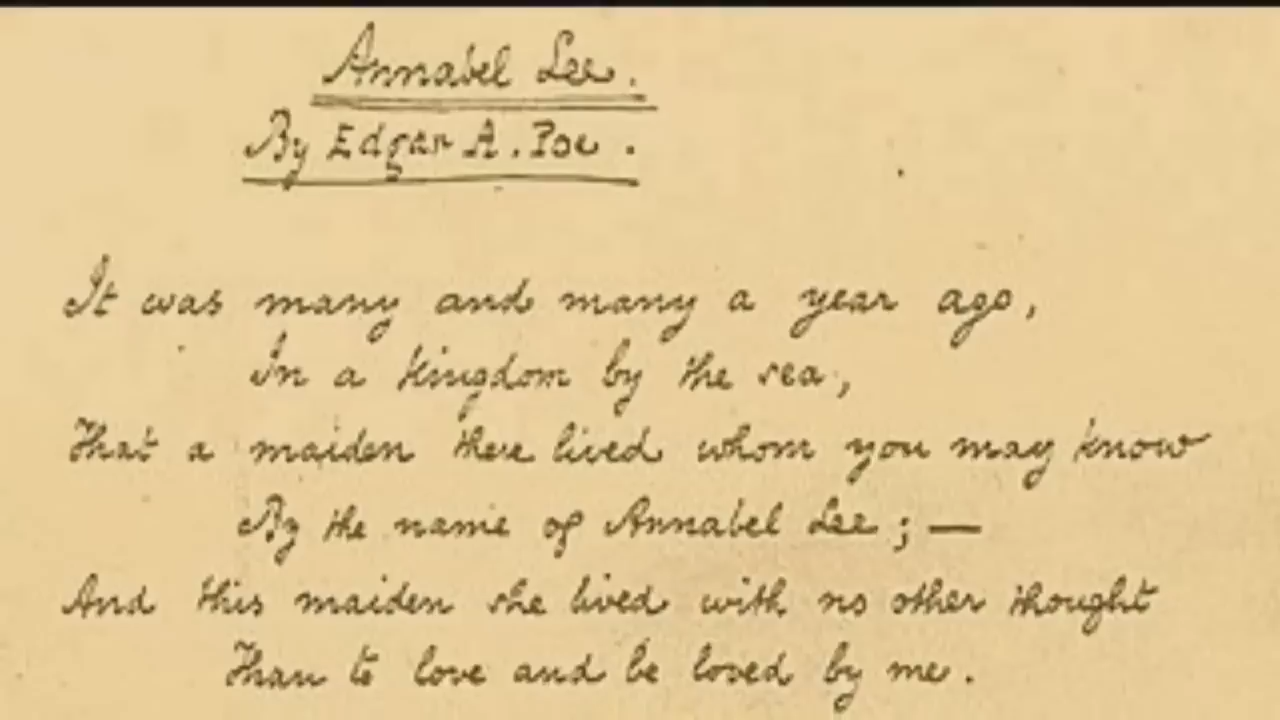 Annabel Lee.
By Edgar A. Poe.
It was many and many a year ago,
In a kingdom by the sea,
That a maiden there lived whom you may know
By the name of Annabel Lee; —
And this maiden she lived with no other thought
Than to love and be loved by me.